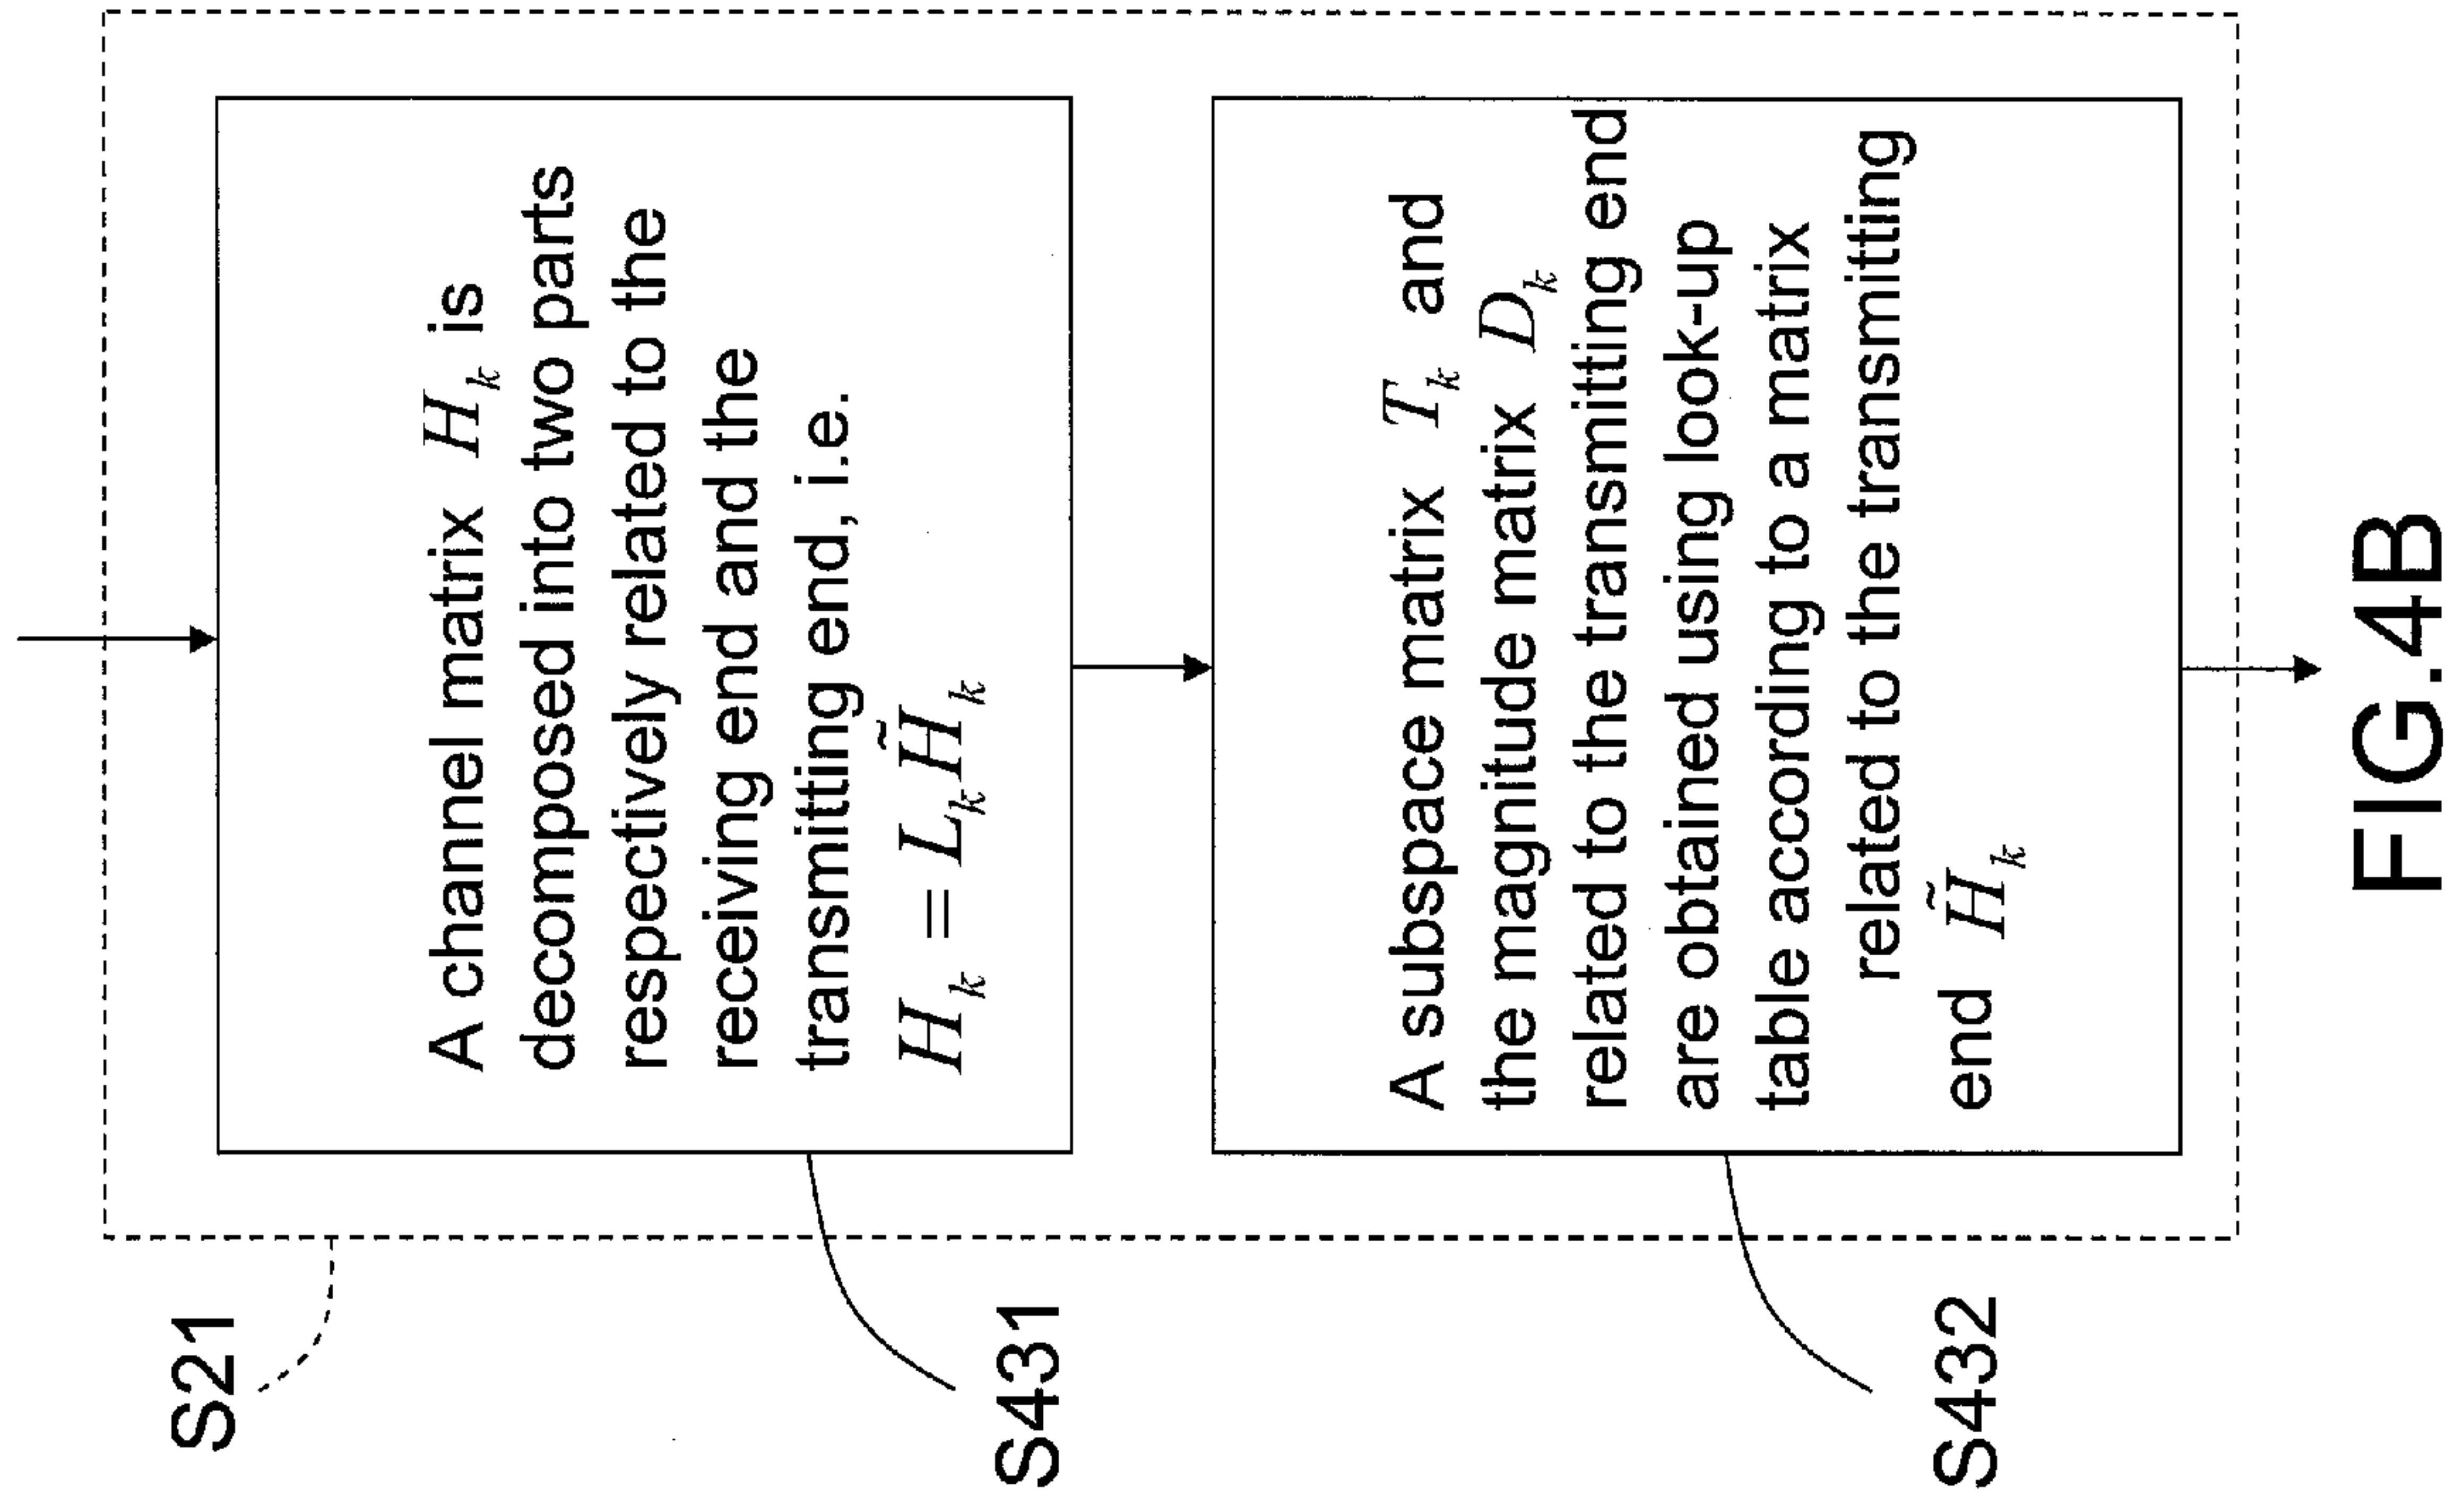 S21
S431
A channel matrix H_k is
decomposed into two parts
respectively related to the
receiving end and the
transmitting end, i.e.
H_k = L_k H̃_k
S432
A subspace matrix T_k and
the magnitude matrix D_k
related to the transmitting end
are obtained using look-up
table according to a matrix
related to the transmitting
end H̃_k
FIG.4B